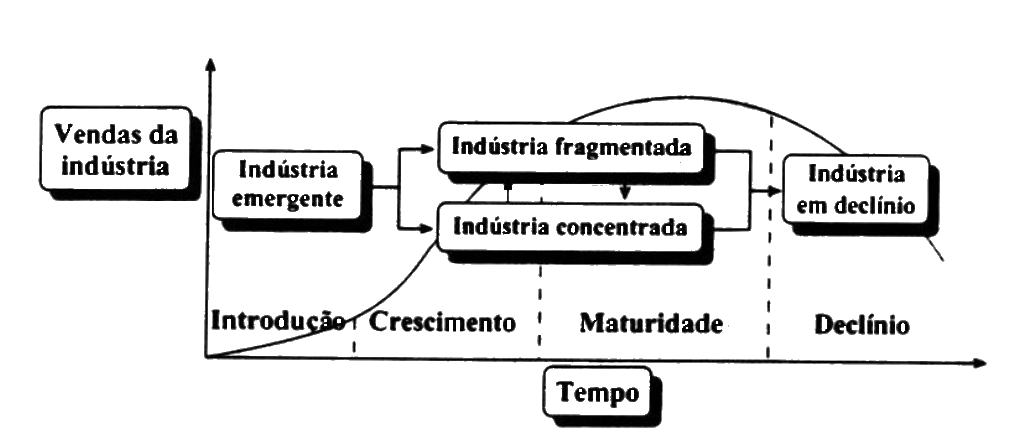 Vendas da
indústria
Indústria
emergente
Indústria fragmentada
Indústria concentrada
Indústria
em declínio
Introdução
Crescimento
Maturidade
Declínio
Tempo